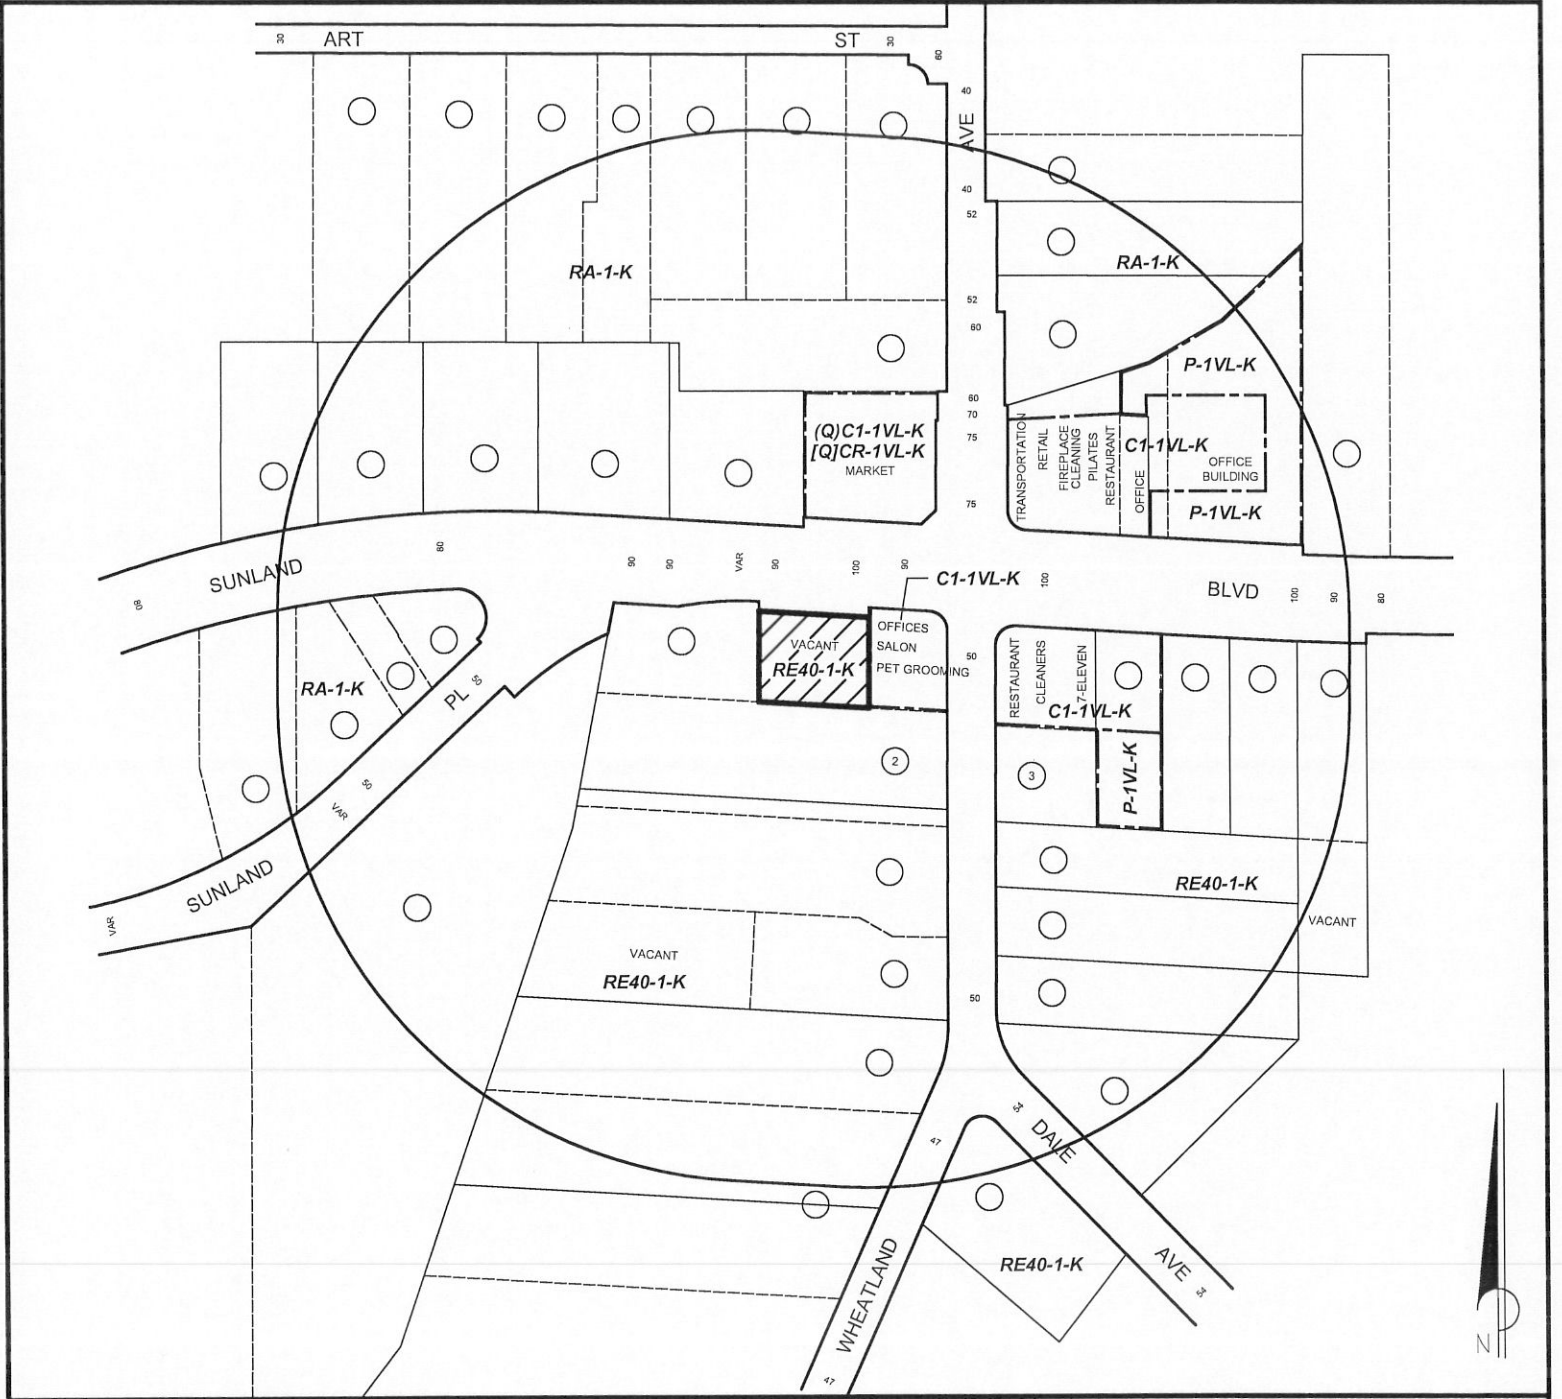 30
ART
ST
30
60
40
AVE
40
52
RA-1-K
RA-1-K
52
60
P-1VL-K
60
70
75
(Q)C1-1VL-K
[Q]CR-1VL-K
MARKET
TRANSPORTATION
RETAIL
FIREPLACE
CLEANING
PILATES
RESTAURANT
C1-1VL-K
OFFICE
OFFICE
BUILDING
P-1VL-K
75
80
SUNLAND
80
90
90
VAR
90
100
90
C1-1VL-K
100
BLVD
100
90
80
OFFICES
SALON
PET GROOMING
VACANT
RE40-1-K
50
RESTAURANT
CLEANERS
7-ELEVEN
C1-1VL-K
RA-1-K
PL
50
2
3
P-1VL-K
50
VAR
SUNLAND
VAR
RE40-1-K
VACANT
VACANT
RE40-1-K
50
54
DALE
47
AVE
54
RE40-1-K
WHEATLAND
47
N